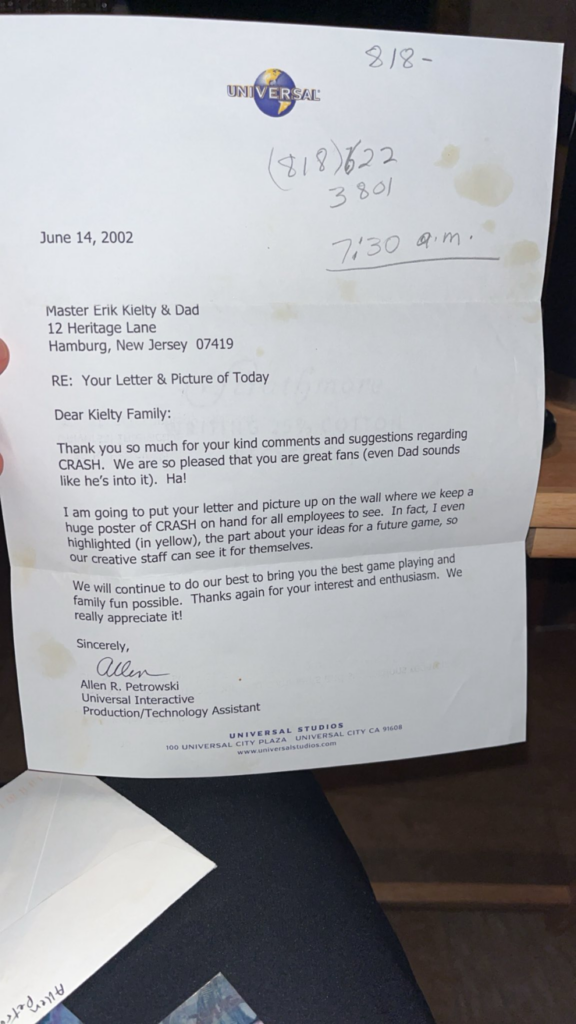 818-
UNIVERSAL
(818)622
3801
7:30 a.m.
June 14, 2002
Master Erik Kielty & Dad
12 Heritage Lane
Hamburg, New Jersey 07419
RE: Your Letter & Picture of Today
Dear Kielty Family:
Thank you so much for your kind comments and suggestions regarding
CRASH. We are so pleased that you are great fans (even Dad sounds
like he's into it). Ha!
I am going to put your letter and picture up on the wall where we keep a
huge poster of CRASH on hand for all employees to see. In fact, I even
highlighted (in yellow), the part about your ideas for a future game, so
our creative staff can see it for themselves.
We will continue to do our best to bring you the best game playing and
family fun possible. Thanks again for your interest and enthusiasm. We
really appreciate it!
Sincerely,
Allen
Allen R. Petrowski
Universal Interactive
Production/Technology Assistant
UNIVERSAL STUDIOS
100 UNIVERSAL CITY PLAZA UNIVERSAL CITY CA 91608
www.universalstudios.com
Allen